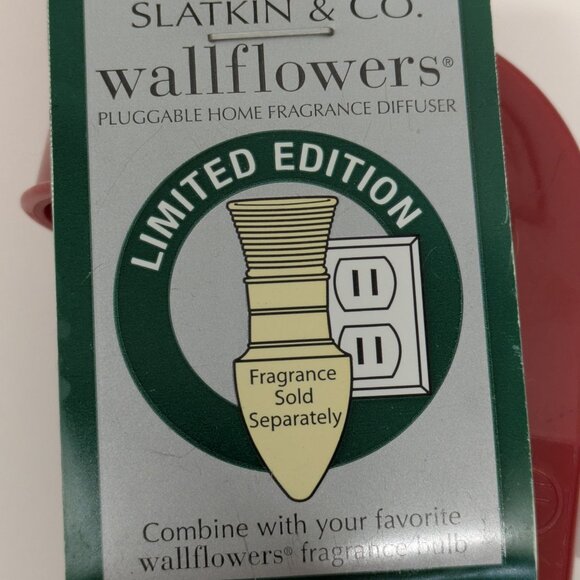 SLATKIN & CO.
wallflowers®
PLUGGABLE HOME FRAGRANCE DIFFUSER
LIMITED EDITION
Fragrance
Sold
Separately
Combine with your favorite
wallflowers® fragrance bulb